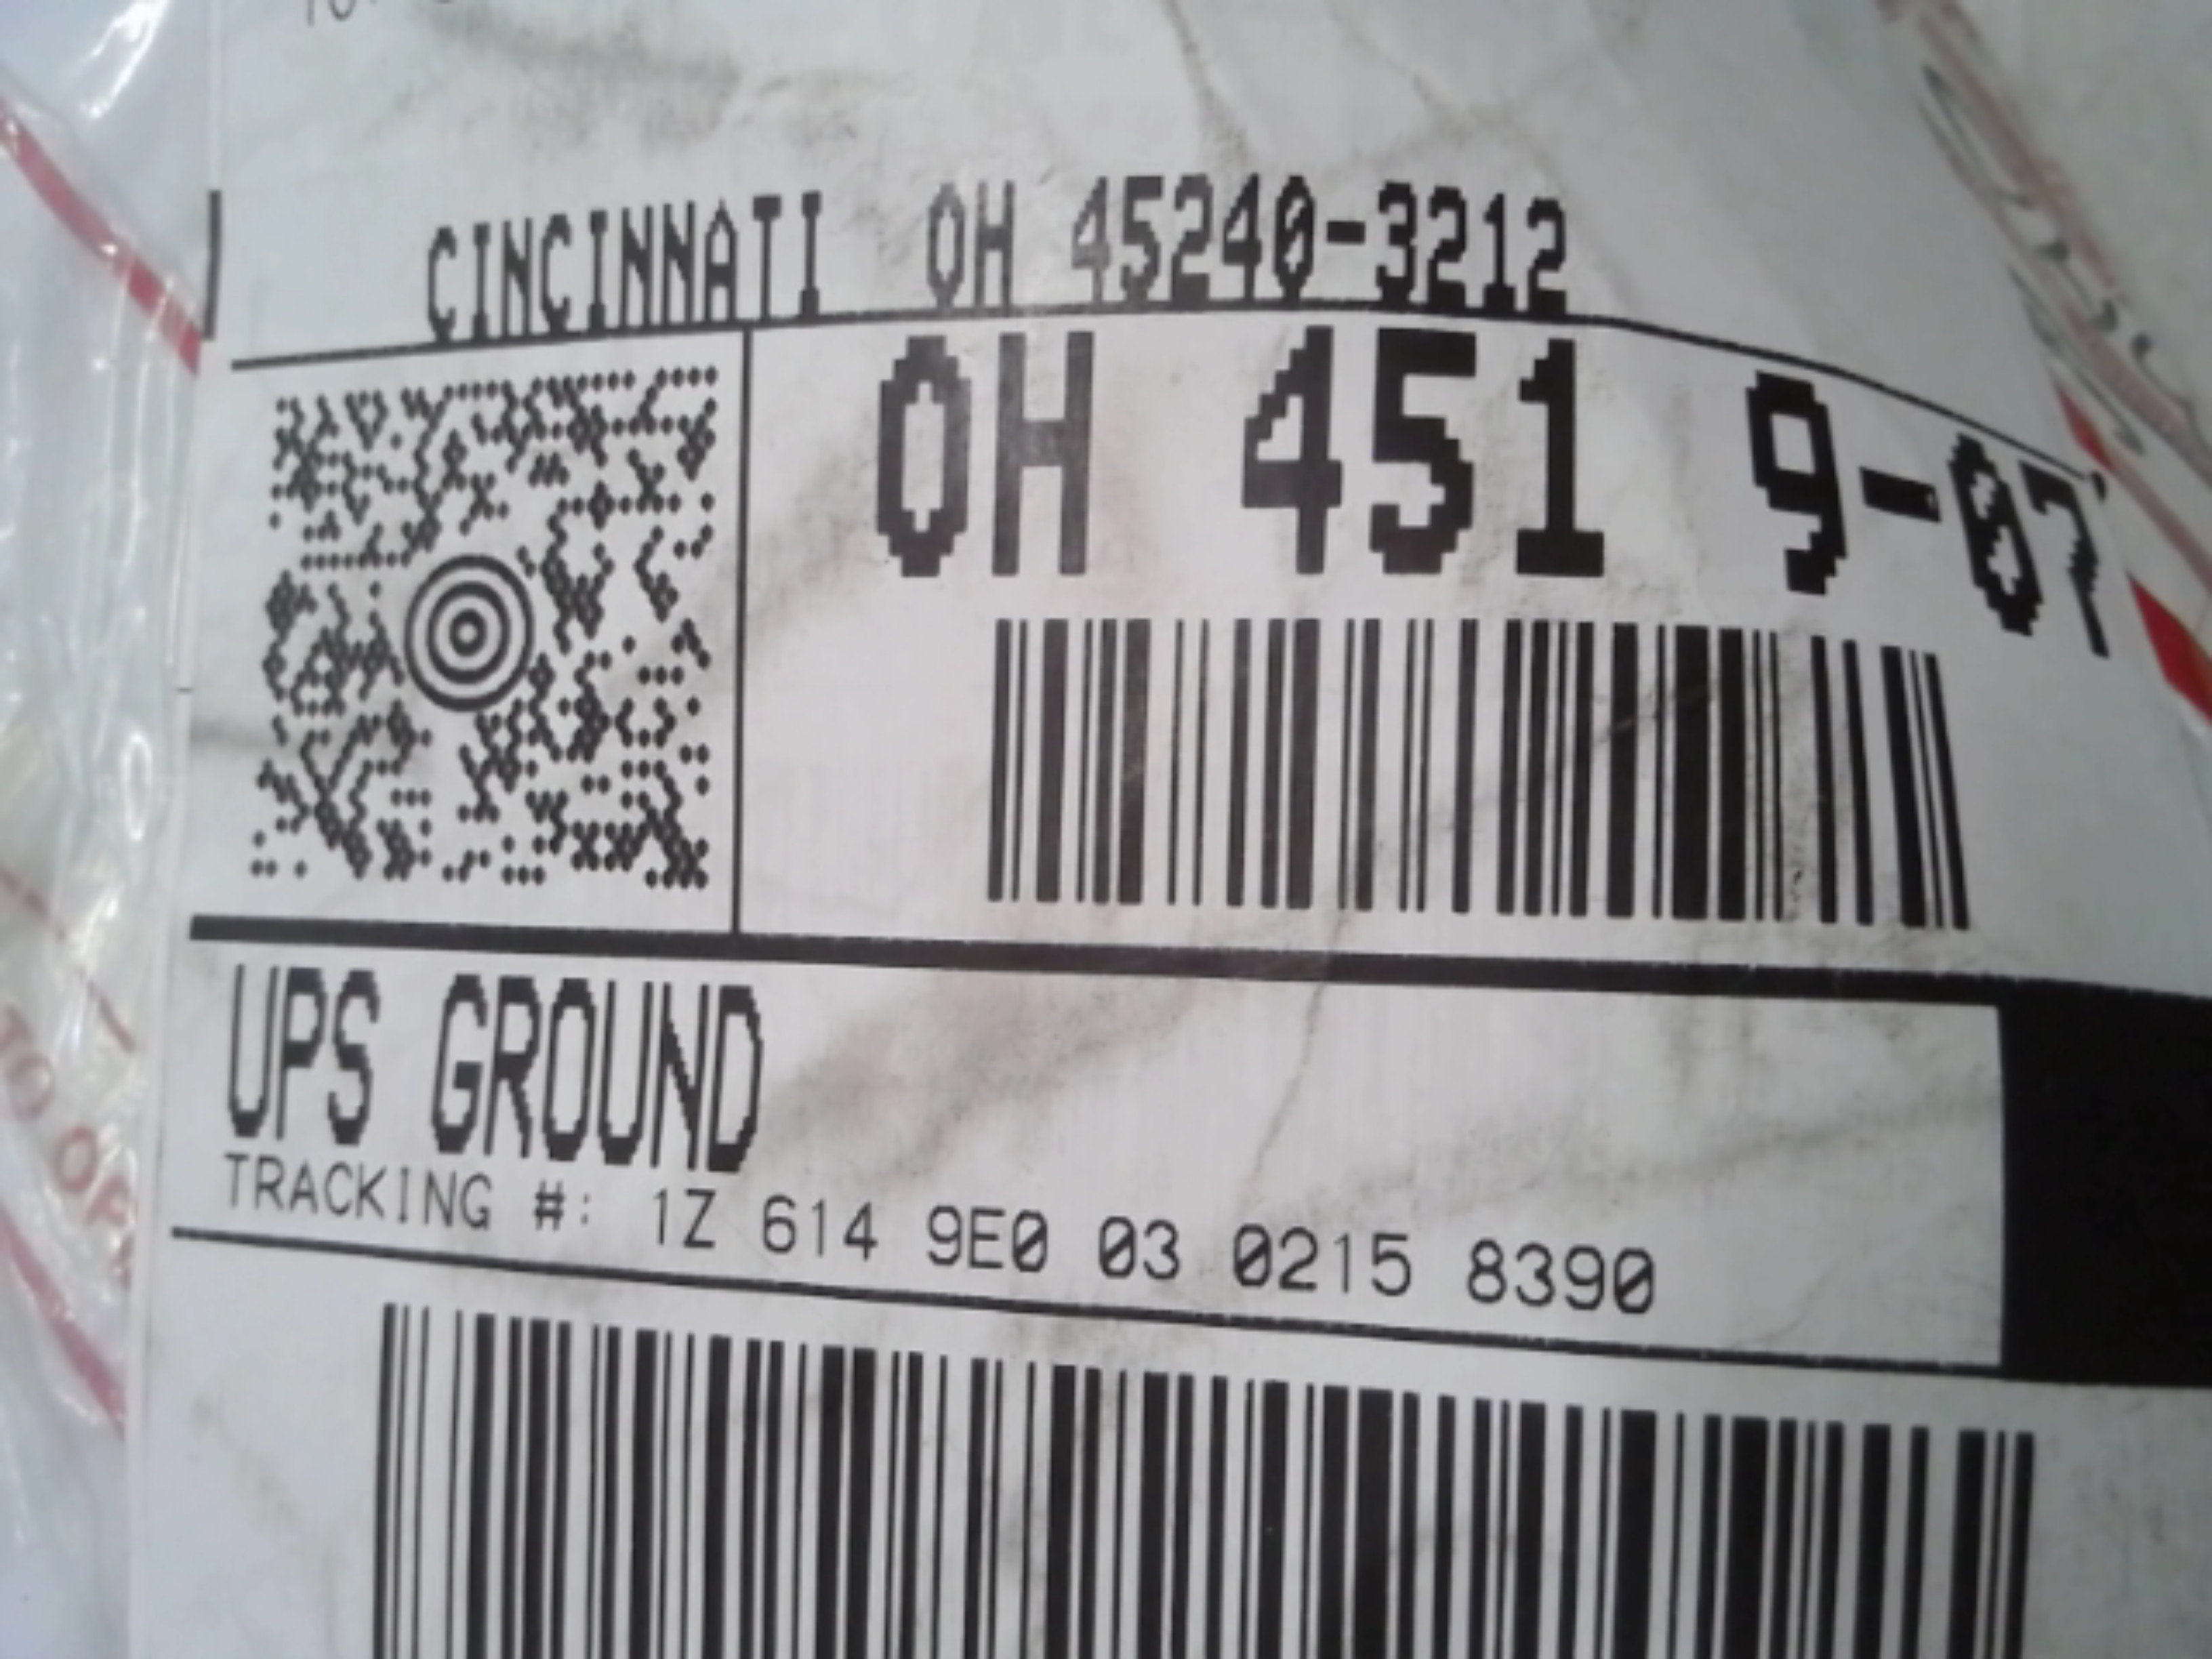 CINCINNATI OH 45240-3212
OH 451 9-07
UPS GROUND
TRACKING #: 1Z 614 9E0 03 0215 8390